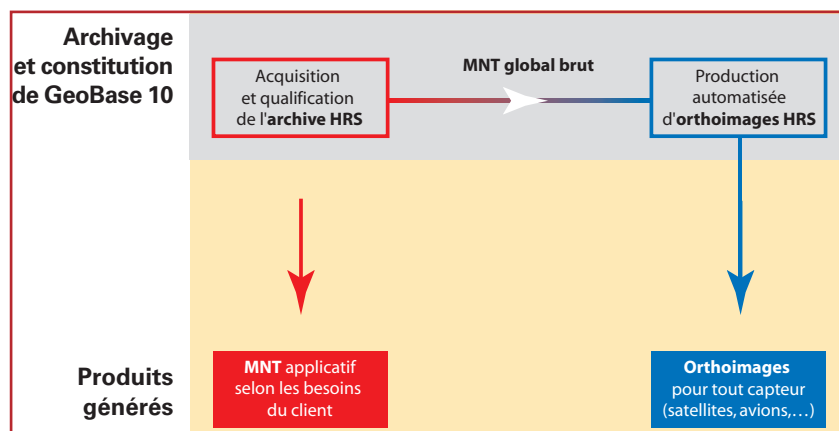 Archivage
et constitution
de GeoBase 10
Acquisition
et qualification
de l'archive HRS
MNT global brut
Production
automatisée
d'orthoimages HRS
Produits
générés
MNT applicatif
selon les besoins
du client
Orthoimages
pour tout capteur
(satellites, avions,...)